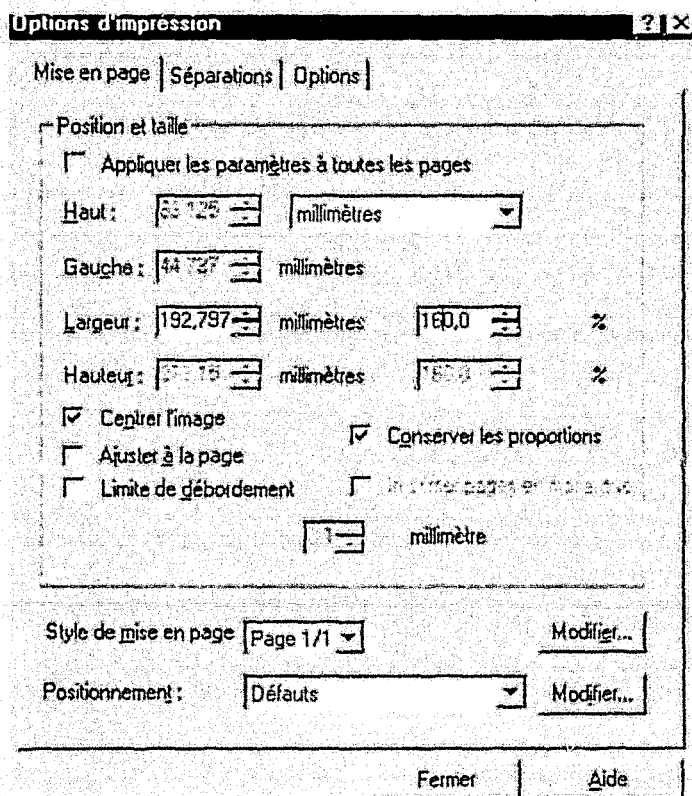 Options d'impression ? ×
Mise en page Séparations Options
Position et taille
Appliquer les paramètres à toutes les pages
Haut : millimètres
Gauche : millimètres
Largeur : 192,797 millimètres 160,0 %
Hauteur : millimètres %
Centrer l'image
Conserver les proportions
Ajuster à la page
Limite de débordement
1 millimètre
Style de mise en page Page 1/1 Modifier...
Positionnement : Défauts Modifier...
Fermer Aide